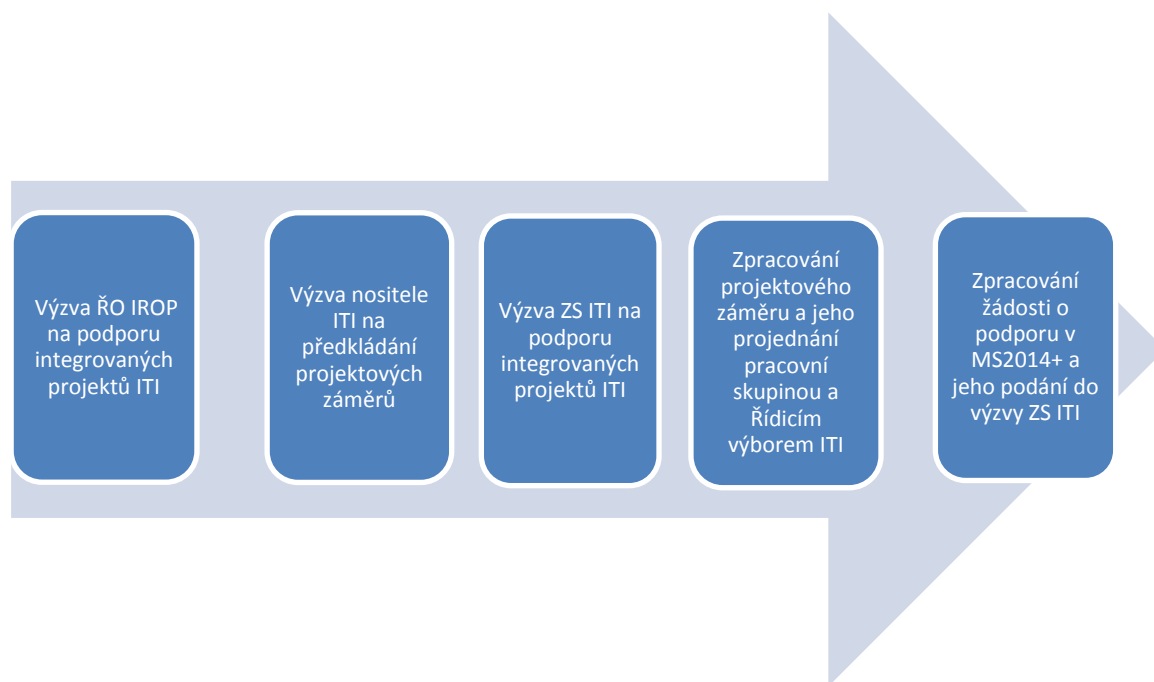 Výzva ŘO IROP
na podporu
integrovaných
projektů ITI
Výzva nositele
ITI na
předkládání
projektových
záměrů
Výzva ZS ITI na
podporu
integrovaných
projektů ITI
Zpracování
projektového
záměru a jeho
projednání
pracovní
skupinou a
Řídicím
výborem ITI
Zpracování
žádosti o
podporu v
MS2014+ a
jeho podání do
výzvy ZS ITI